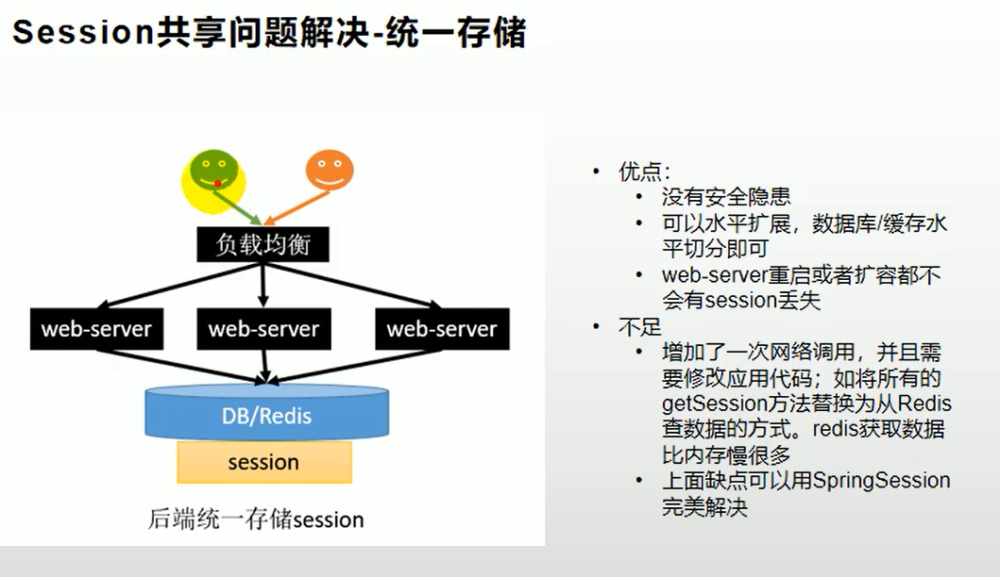 Session共享问题解决-统一存储
负载均衡
web-server
web-server
web-server
DB/Redis
session
后端统一存储session
• 优点：
• 没有安全隐患
• 可以水平扩展，数据库/缓存水
平切分即可
• web-server重启或者扩容都不
会有session丢失
• 不足
• 增加了一次网络调用，并且需
要修改应用代码；如将所有的
getSession方法替换为从Redis
查数据的方式。redis获取数据
比内存慢很多
• 上面缺点可以用SpringSession
完美解决